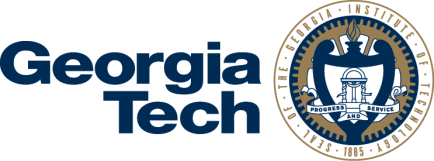 Georgia
Tech
SEAL · OF · THE · GEORGIA · INSTITUTE · OF · TECHNOLOGY ·
PROGRESS AND SERVICE
· 1885 ·